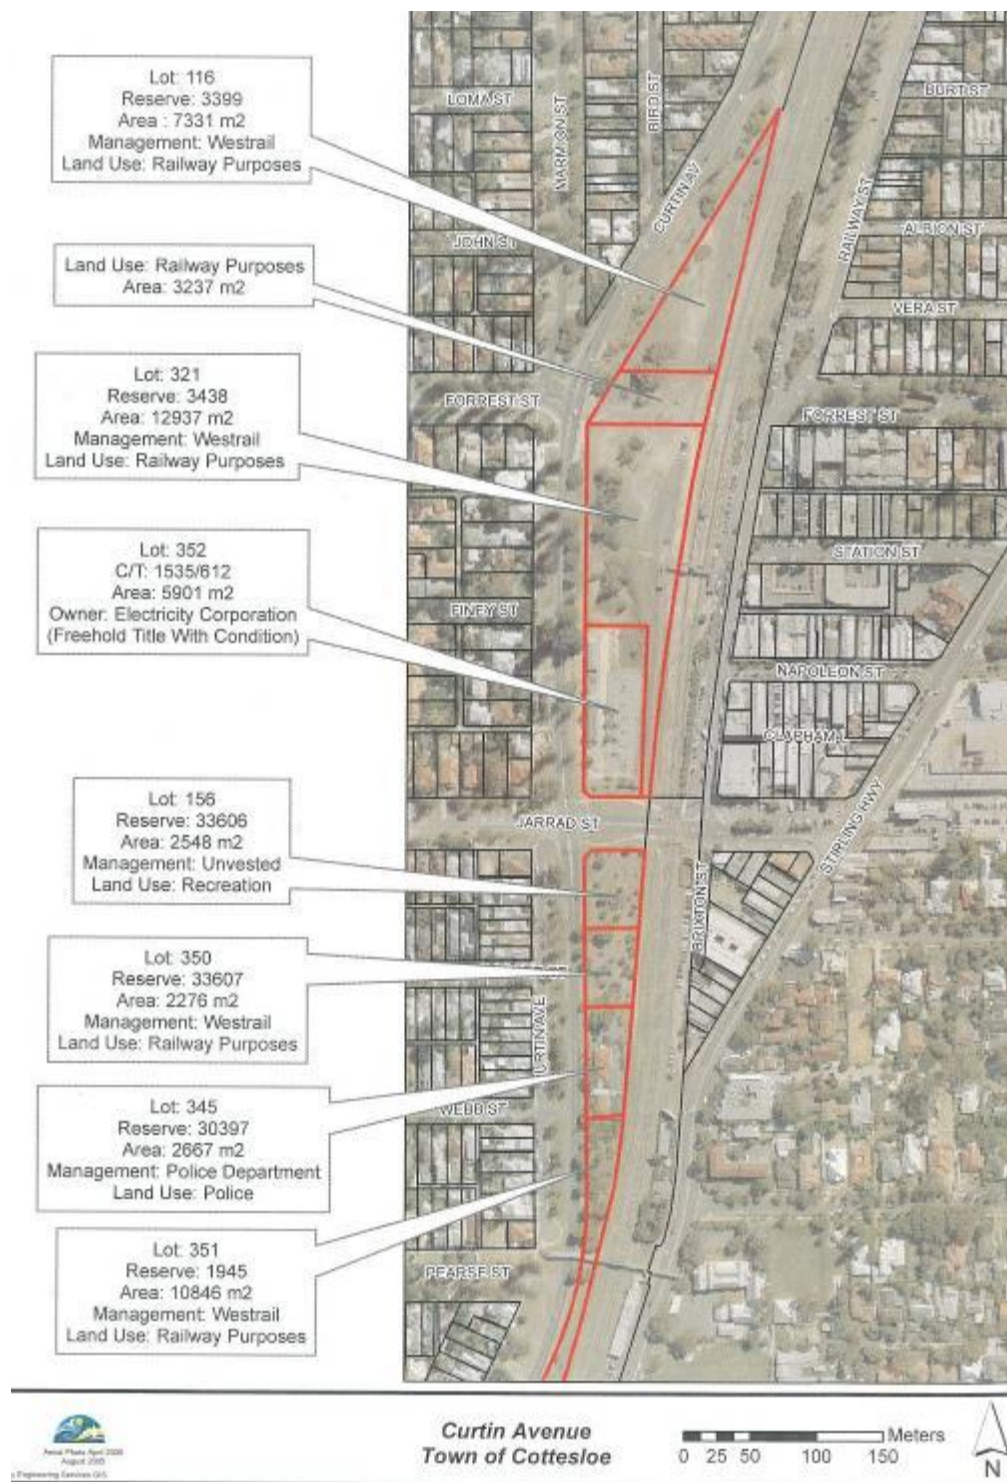 Lot: 116
Reserve: 3399
Area : 7331 m2
Management: Westrail
Land Use: Railway Purposes
Land Use: Railway Purposes
Area: 3237 m2
Lot: 321
Reserve: 3438
Area: 12937 m2
Management: Westrail
Land Use: Railway Purposes
Lot: 352
C/T: 1535/612
Area: 5901 m2
Owner: Electricity Corporation
(Freehold Title With Condition)
Lot: 156
Reserve: 33606
Area: 2548 m2
Management: Unvested
Land Use: Recreation
Lot: 350
Reserve: 33607
Area: 2276 m2
Management: Westrail
Land Use: Railway Purposes
Lot: 345
Reserve: 30397
Area: 2667 m2
Management: Police Department
Land Use: Police
Lot: 351
Reserve: 1945
Area: 10846 m2
Management: Westrail
Land Use: Railway Purposes
LOMA ST
MARMION ST
BIRD ST
BURT ST
CURTIN AV
RAILWAY ST
JOHN ST
ALBION ST
VERA ST
FORREST ST
FORREST ST
STATION ST
FINEY ST
NAPOLEON ST
CLAPHAM L
JARRAD ST
STIRLING HWY
BRIXTON ST
URTIN AVE
WEBB ST
PEARSE ST
Curtin Avenue
Town of Cottesloe
0 25 50 100 150 Meters
N
Engineering Services GIS